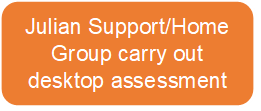 Julian Support/Home
Group carry out
desktop assessment